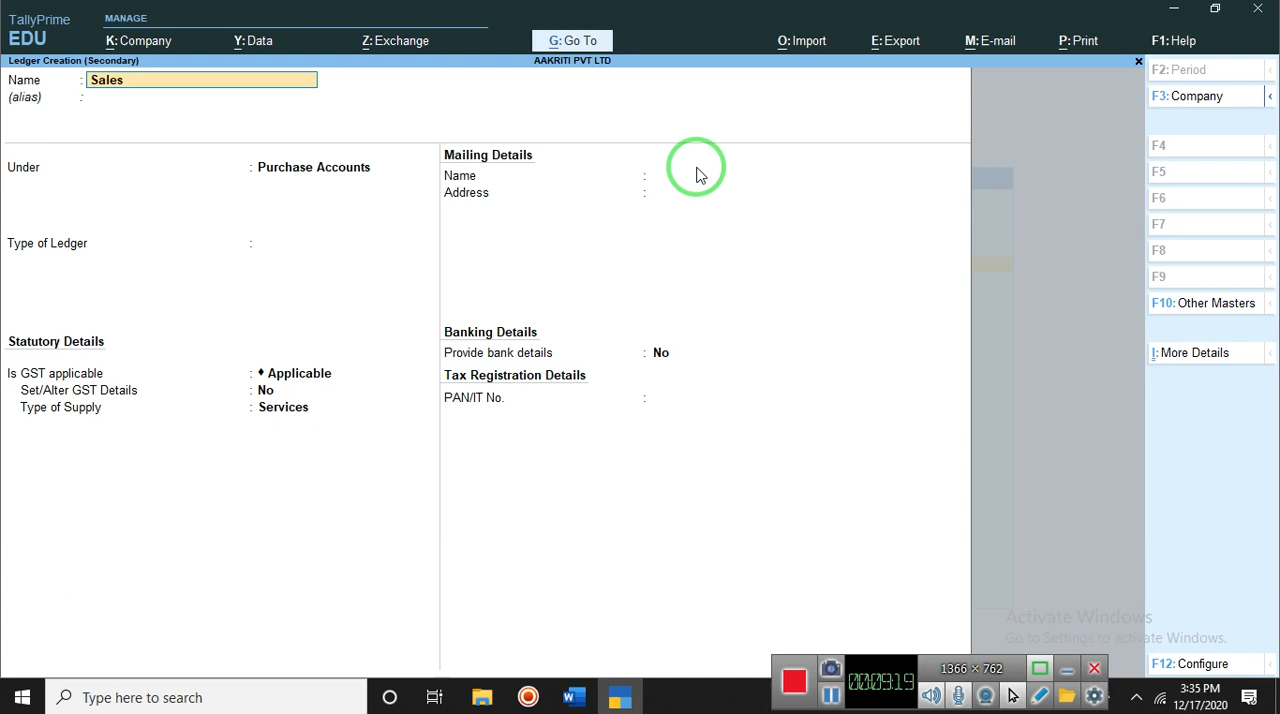 TallyPrime
EDU
MANAGE
K: Company
Y: Data
Z: Exchange
G: Go To
O: Import
E: Export
M: E-mail
P: Print
F1: Help
Ledger Creation (Secondary)
AAKRITI PVT LTD
Name : Sales
(alias) :
Under : Purchase Accounts
Type of Ledger :
Statutory Details
Is GST applicable : ♦ Applicable
Set/Alter GST Details : No
Type of Supply : Services
Mailing Details
Name :
Address :
Banking Details
Provide bank details : No
Tax Registration Details
PAN/IT No. :
F2: Period
F3: Company
F4
F5
F6
F7
F8
F9
F10: Other Masters
I: More Details
F12: Configure
Activate Windows
Go to Settings to activate Windows.
00:09:19
1366 × 762
Type here to search
3:35 PM
12/17/2020